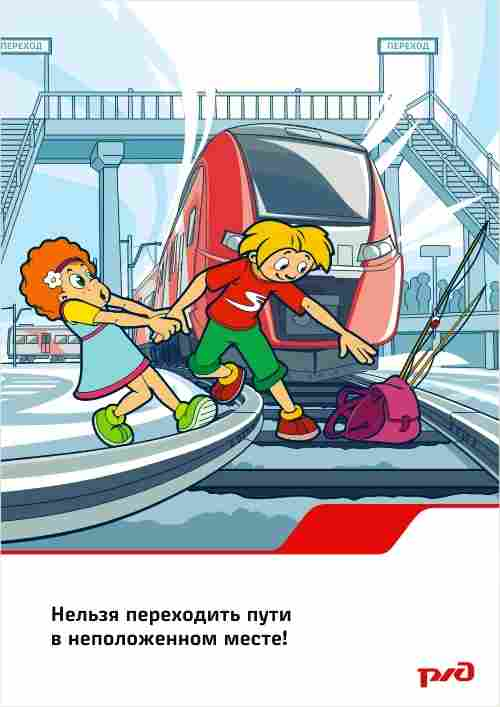 ПЕРЕХОД
ПЕРЕХОД
Нельзя переходить пути
в неположенном месте!
ржд